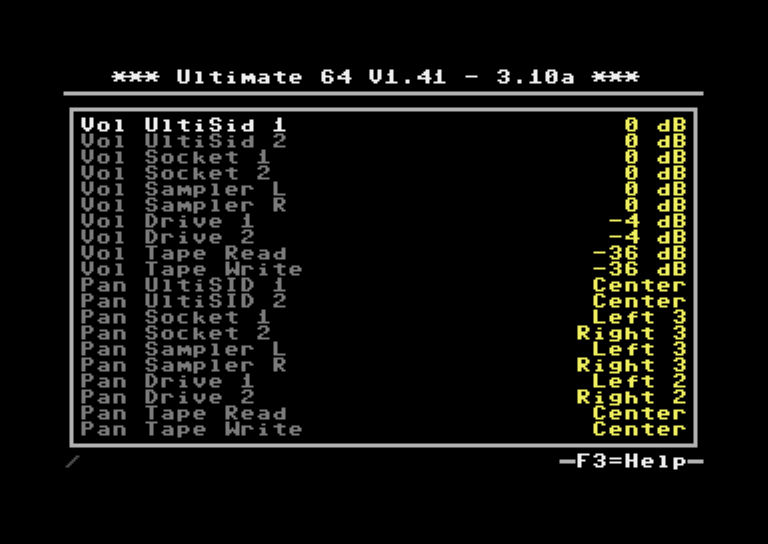 *** Ultimate 64 V1.41 - 3.10a ***
Vol UltiSid 1 0 dB
Vol UltiSid 2 0 dB
Vol Socket 1 0 dB
Vol Socket 2 0 dB
Vol Sampler L 0 dB
Vol Sampler R 0 dB
Vol Drive 1 -4 dB
Vol Drive 2 -4 dB
Vol Tape Read -36 dB
Vol Tape Write -36 dB
Pan UltiSID 1 Center
Pan UltiSID 2 Center
Pan Socket 1 Left 3
Pan Socket 2 Right 3
Pan Sampler L Left 3
Pan Sampler R Right 3
Pan Drive 1 Left 2
Pan Drive 2 Right 2
Pan Tape Read Center
Pan Tape Write Center
/ F3=Help